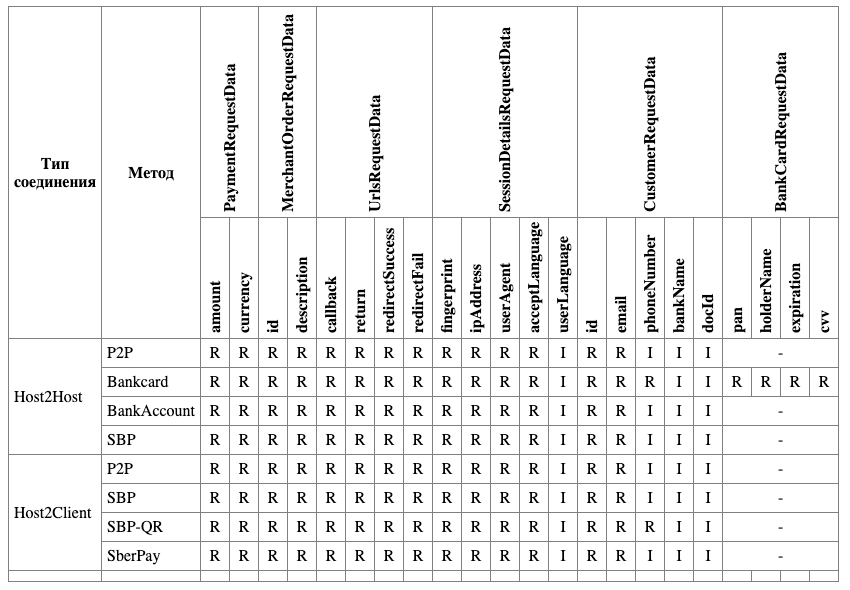 Тип соединения Метод PaymentRequestData MerchantOrderRequestData UrlsRequestData SessionDetailsRequestData CustomerRequestData BankCardRequestData
amount currency id description callback return redirectSuccess redirectFail fingerprint ipAddress userAgent acceptLanguage userLanguage id email phoneNumber bankName docId pan holderName expiration cvv
Host2Host
P2P R R R R R R R R R R R R I R R I I I -
Bankcard R R R R R R R R R R R R I R R R I I R R R R
BankAccount R R R R R R R R R R R R I R R I I I -
SBP R R R R R R R R R R R R I R R I I I -
Host2Client
P2P R R R R R R R R R R R R I R R I I I -
SBP R R R R R R R R R R R R I R R I I I -
SBP-QR R R R R R R R R R R R R I R R R I I -
SberPay R R R R R R R R R R R R I R R I I I -